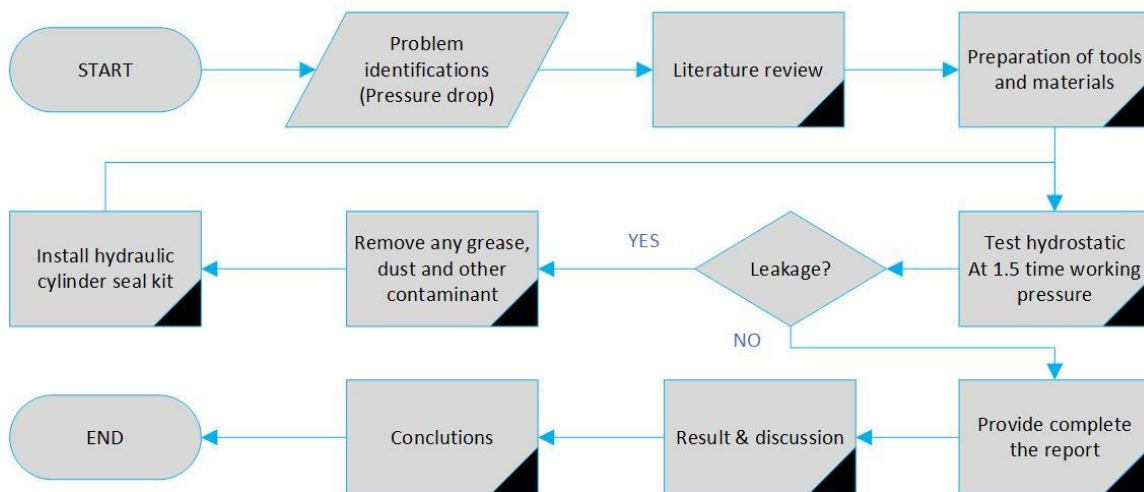 START
Problem
identifications
(Pressure drop)
Literature review
Preparation of tools
and materials
Install hydraulic
cylinder seal kit
Remove any grease,
dust and other
contaminant
YES
Leakage?
Test hydrostatic
At 1.5 time working
pressure
NO
END
Conclutions
Result & discussion
Provide complete
the report